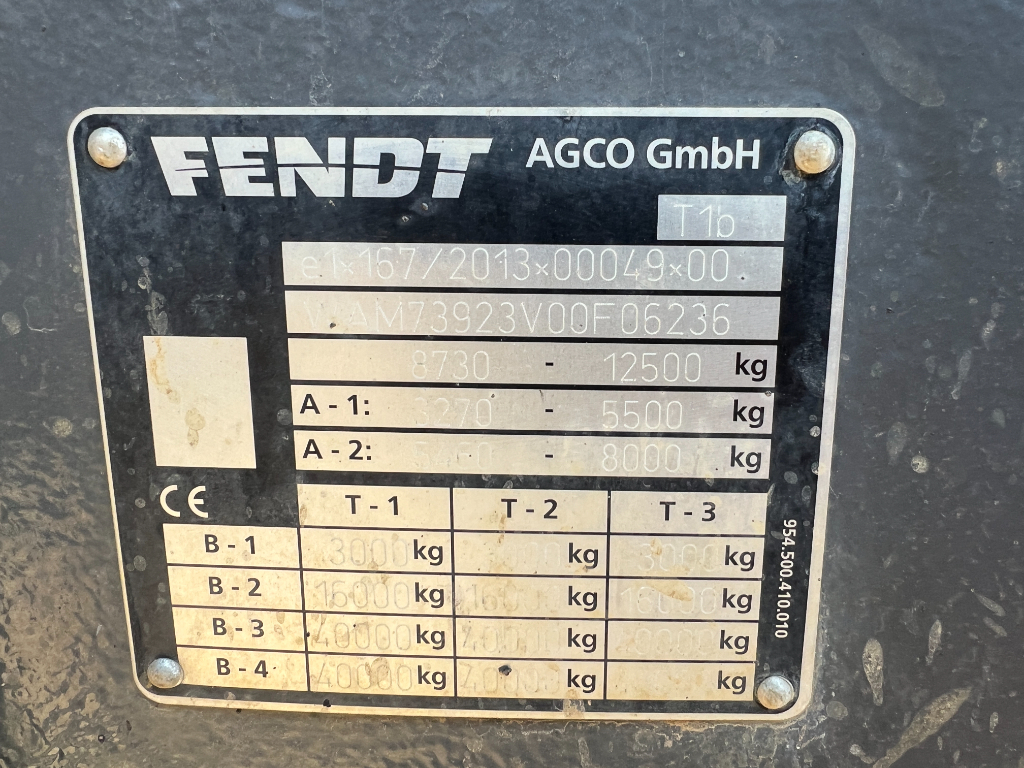 FENDT AGCO GmbH
T1b
e1×167/2013×00049×00
WAM73923V00F06236
8730 - 12500 kg
A - 1: 3270 - 5500 kg
A - 2: - 8000 kg
CE T - 1 T - 2 T - 3
B - 1 3000 kg kg 3000 kg
B - 2 16000 kg kg 16000 kg
B - 3 40000 kg 40000 kg kg
B - 4 40000 kg 40000 kg kg
954.500.410.010